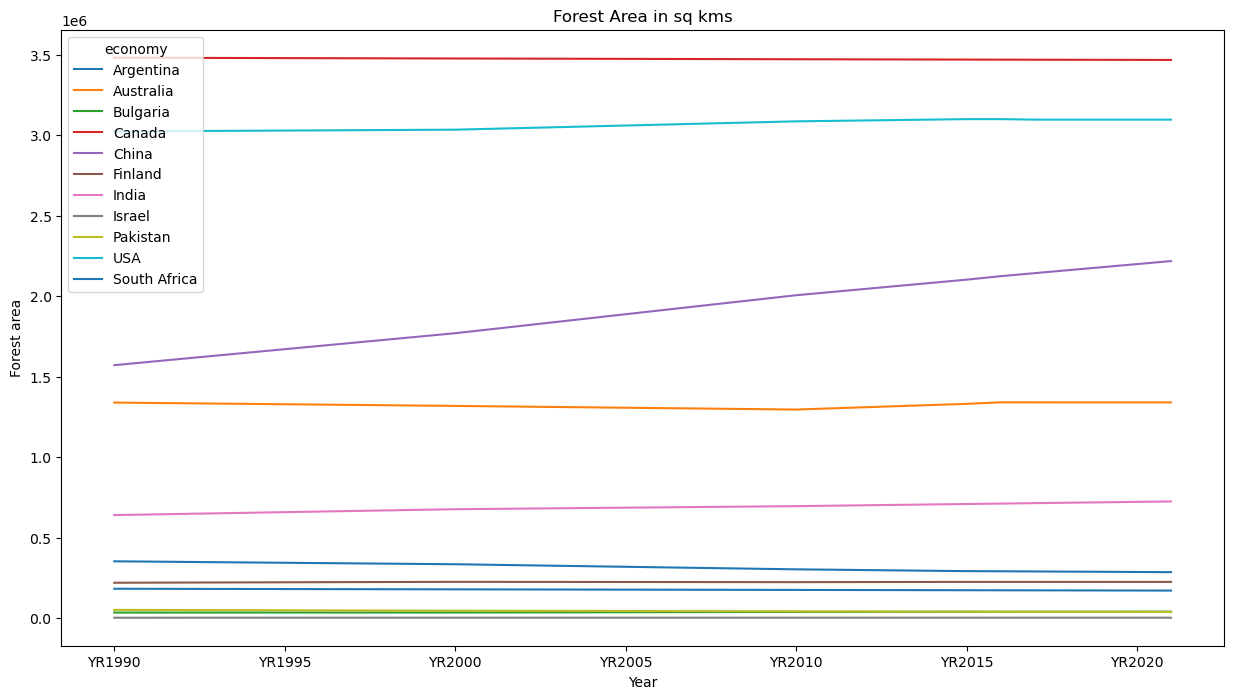 Forest Area in sq kms
1e6
economy
Argentina
Australia
Bulgaria
Canada
China
Finland
India
Israel
Pakistan
USA
South Africa
3.5
3.0
2.5
2.0
1.5
1.0
0.5
0.0
Forest area
YR1990 YR1995 YR2000 YR2005 YR2010 YR2015 YR2020
Year